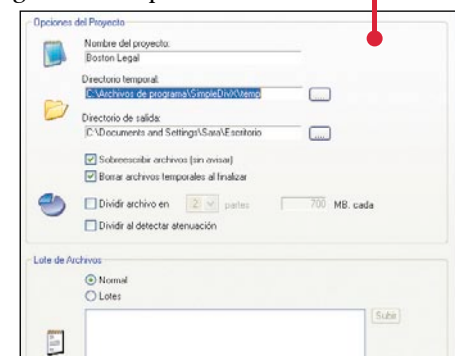 Opciones del Proyecto
Nombre del proyecto:
Boston Legal
Directorio temporal:
C:\Archivos de programa\SimpleDivX\temp
....
Directorio de salida:
C:\Documents and Settings\Sara\Escritorio
....
Sobreescribir archivos (sin avisar)
Borrar archivos temporales al finalizar
Dividir archivo en 2 partes 700 MB. cada
Dividir al detectar atenuación
Lote de Archivos
Normal
Lotes
Subir